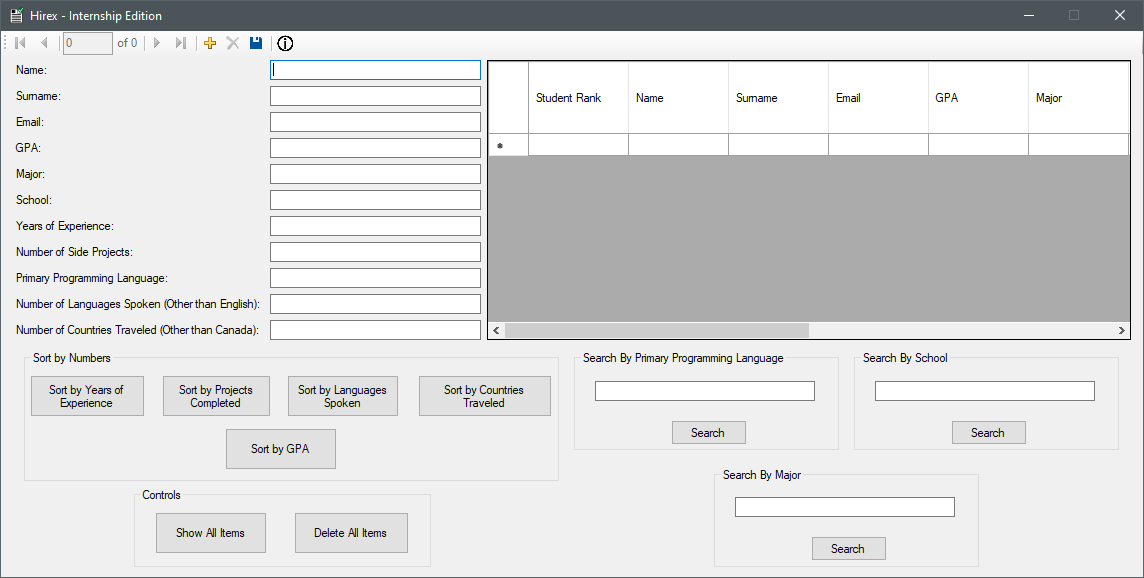 Hirex - Internship Edition
0 of 0
Name:
Surname:
Email:
GPA:
Major:
School:
Years of Experience:
Number of Side Projects:
Primary Programming Language:
Number of Languages Spoken (Other than English):
Number of Countries Traveled (Other than Canada):
Student Rank Name Surname Email GPA Major
*
Sort by Numbers
Sort by Years of
Experience
Sort by Projects
Completed
Sort by Languages
Spoken
Sort by Countries
Traveled
Sort by GPA
Search By Primary Programming Language
Search
Search By School
Search
Controls
Show All Items
Delete All Items
Search By Major
Search